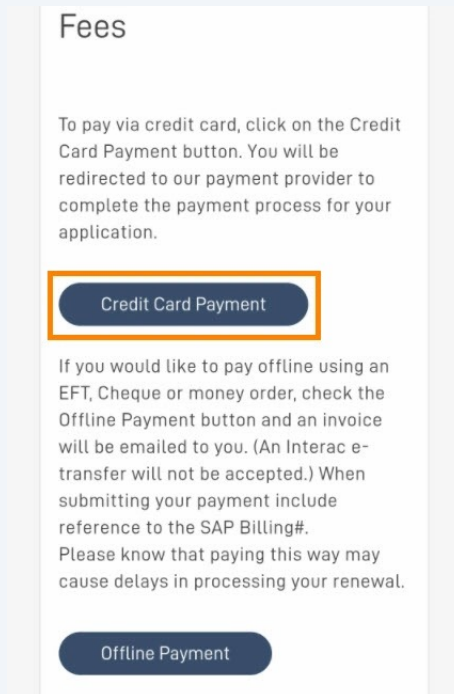 Fees
To pay via credit card, click on the Credit
Card Payment button. You will be
redirected to our payment provider to
complete the payment process for your
application.
Credit Card Payment
If you would like to pay offline using an
EFT, Cheque or money order, check the
Offline Payment button and an invoice
will be emailed to you. (An Interac e-
transfer will not be accepted.) When
submitting your payment include
reference to the SAP Billing#.
Please know that paying this way may
cause delays in processing your renewal.
Offline Payment